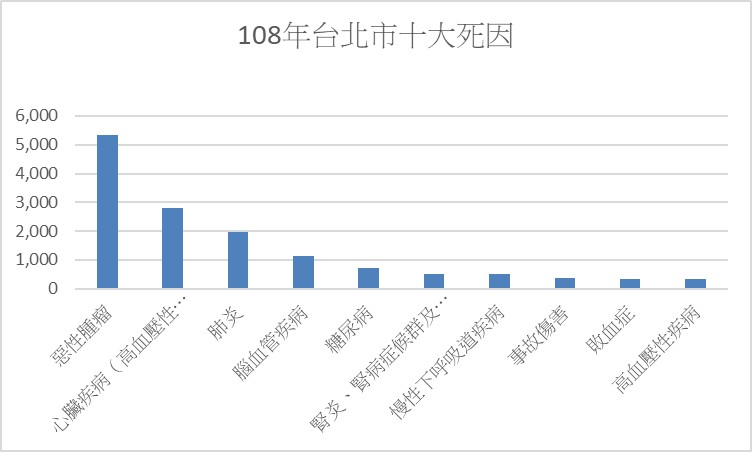 108年台北市十大死因
6,000
5,000
4,000
3,000
2,000
1,000
0
惡性腫瘤
心臟疾病（高血壓性…
肺炎
腦血管疾病
糖尿病
腎炎、腎病症候群及…
慢性下呼吸道疾病
事故傷害
敗血症
高血壓性疾病